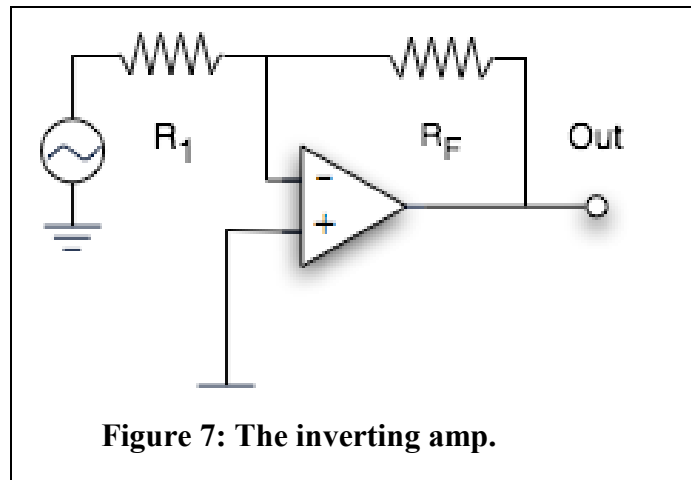 R1
RF
Out
-
+
Figure 7: The inverting amp.